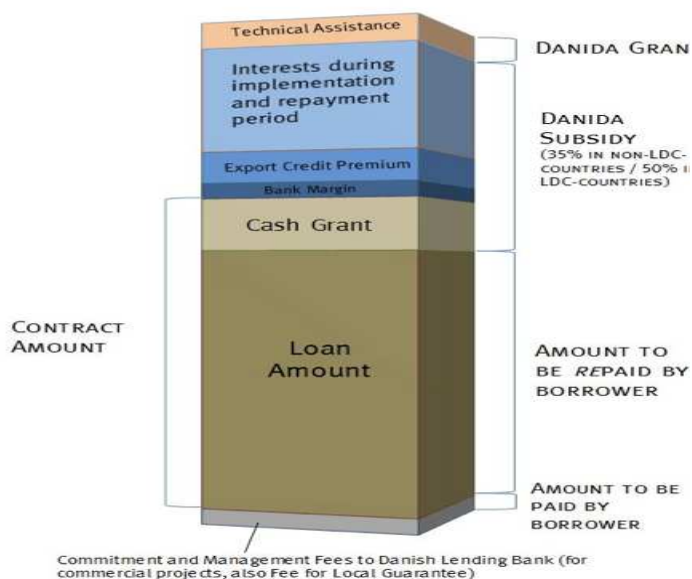 Technical Assistance
Interests during
implementation
and repayment
period
Export Credit Premium
Bank Margin
Cash Grant
Loan
Amount
CONTRACT
AMOUNT
DANIDA GRAN
DANIDA
SUBSIDY
(35% IN NON-LDC-
COUNTRIES / 50% I
LDC-COUNTRIES)
AMOUNT TO
BE REPAID BY
BORROWER
AMOUNT TO BE
PAID BY
BORROWER
Commitment and Management Fees to Danish Lending Bank (for
commercial projects, also Fee for Local Guarantee)